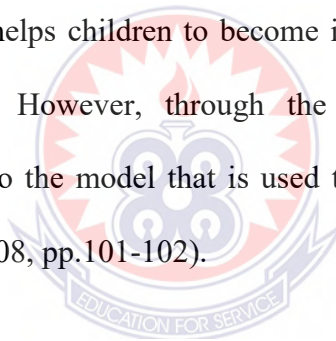 helps children to become i
However, through the
o the model that is used t
08, pp.101-102).
EDUCATION FOR SERVICE